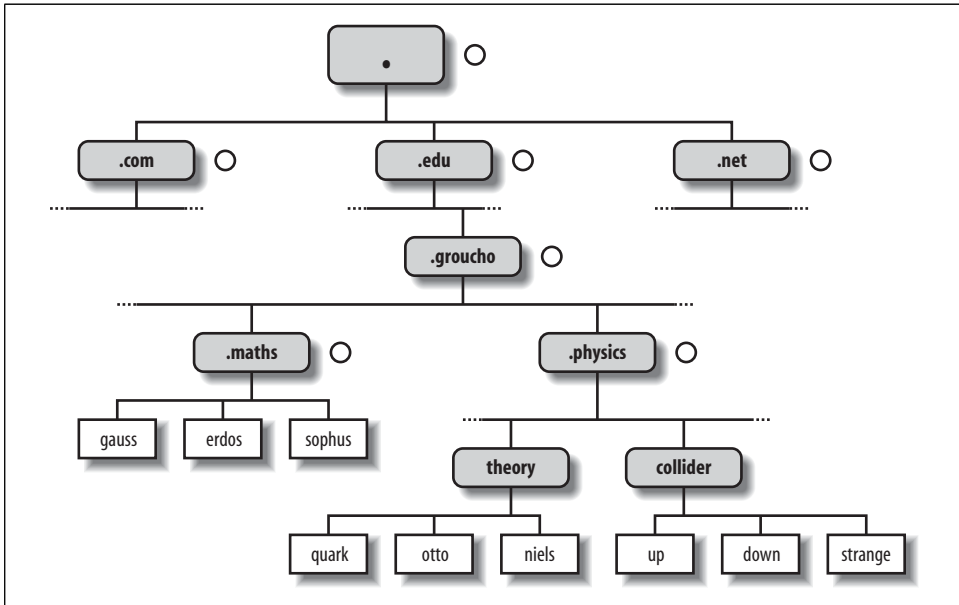 .
.com .edu .net
.groucho
.maths .physics
gauss erdos sophus
theory collider
quark otto niels up down strange